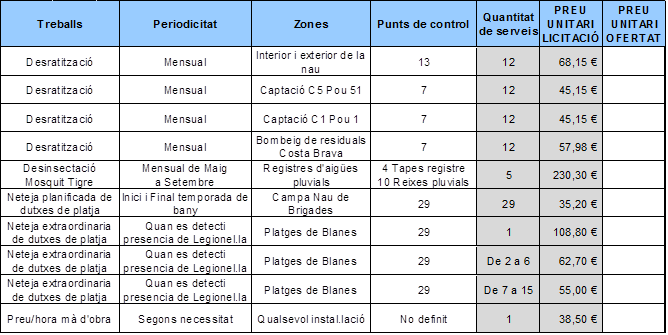 Treballs Periodicitat Zones Punts de control Quantitat de serveis PREU UNITARI LICITACIÓ PREU UNITARI OFERTAT
Desratització Mensual Interior i exterior de la nau 13 12 68,15 €
Desratització Mensual Captació C5 Pou 51 7 12 45,15 €
Desratització Mensual Captació C1 Pou 1 7 12 45,15 €
Desratització Mensual Bombeig de residuals Costa Brava 7 12 57,98 €
Desinsectació Mosquit Tigre Mensual de Maig a Setembre Registres d'aigües pluvials 4 Tapes registre 10 Reixes pluvials 5 230,30 €
Neteja planificada de dutxes de platja Inici i Final temporada de bany Campa Nau de Brigades 29 29 35,20 €
Neteja extraordinaria de dutxes de platja Quan es detecti presencia de Legionel.la Platges de Blanes 29 1 108,80 €
Neteja extraordinaria de dutxes de platja Quan es detecti presencia de Legionel.la Platges de Blanes 29 De 2 a 6 62,70 €
Neteja extraordinaria de dutxes de platja Quan es detecti presencia de Legionel.la Platges de Blanes 29 De 7 a 15 55,00 €
Preu/hora mà d'obra Segons necessitat Qualsevol instal.lació No definit 1 38,50 €